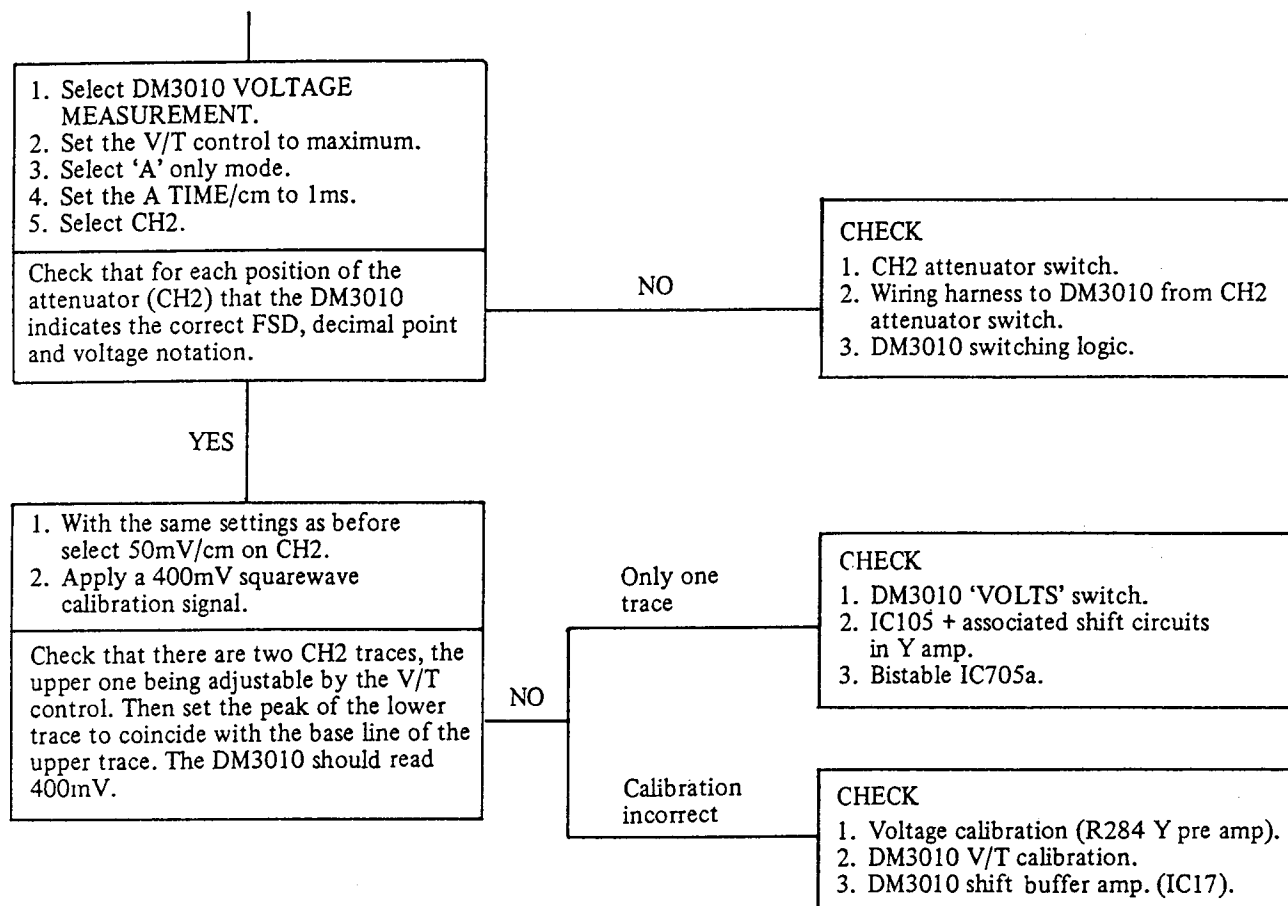 1. Select DM3010 VOLTAGE
MEASUREMENT.
2. Set the V/T control to maximum.
3. Select ‘A’ only mode.
4. Set the A TIME/cm to 1ms.
5. Select CH2.
Check that for each position of the
attenuator (CH2) that the DM3010
indicates the correct FSD, decimal point
and voltage notation.
NO
CHECK
1. CH2 attenuator switch.
2. Wiring harness to DM3010 from CH2
attenuator switch.
3. DM3010 switching logic.
YES
1. With the same settings as before
select 50mV/cm on CH2.
2. Apply a 400mV squarewave
calibration signal.
Check that there are two CH2 traces, the
upper one being adjustable by the V/T
control. Then set the peak of the lower
trace to coincide with the base line of the
upper trace. The DM3010 should read
400mV.
NO
Only one
trace
CHECK
1. DM3010 ‘VOLTS’ switch.
2. IC105 + associated shift circuits
in Y amp.
3. Bistable IC705a.
Calibration
incorrect
CHECK
1. Voltage calibration (R284 Y pre amp).
2. DM3010 V/T calibration.
3. DM3010 shift buffer amp. (IC17).